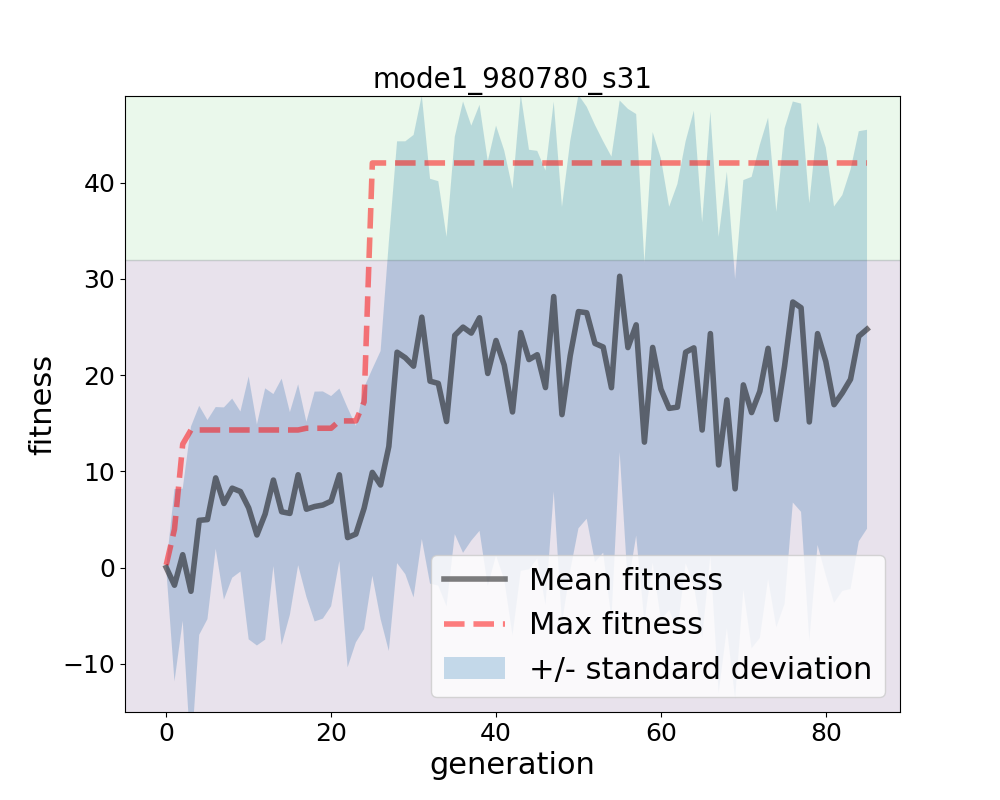 mode1_980780_s31
fitness
40
30
20
10
0
−10
Mean fitness
Max fitness
+/- standard deviation
0 20 40 60 80
generation